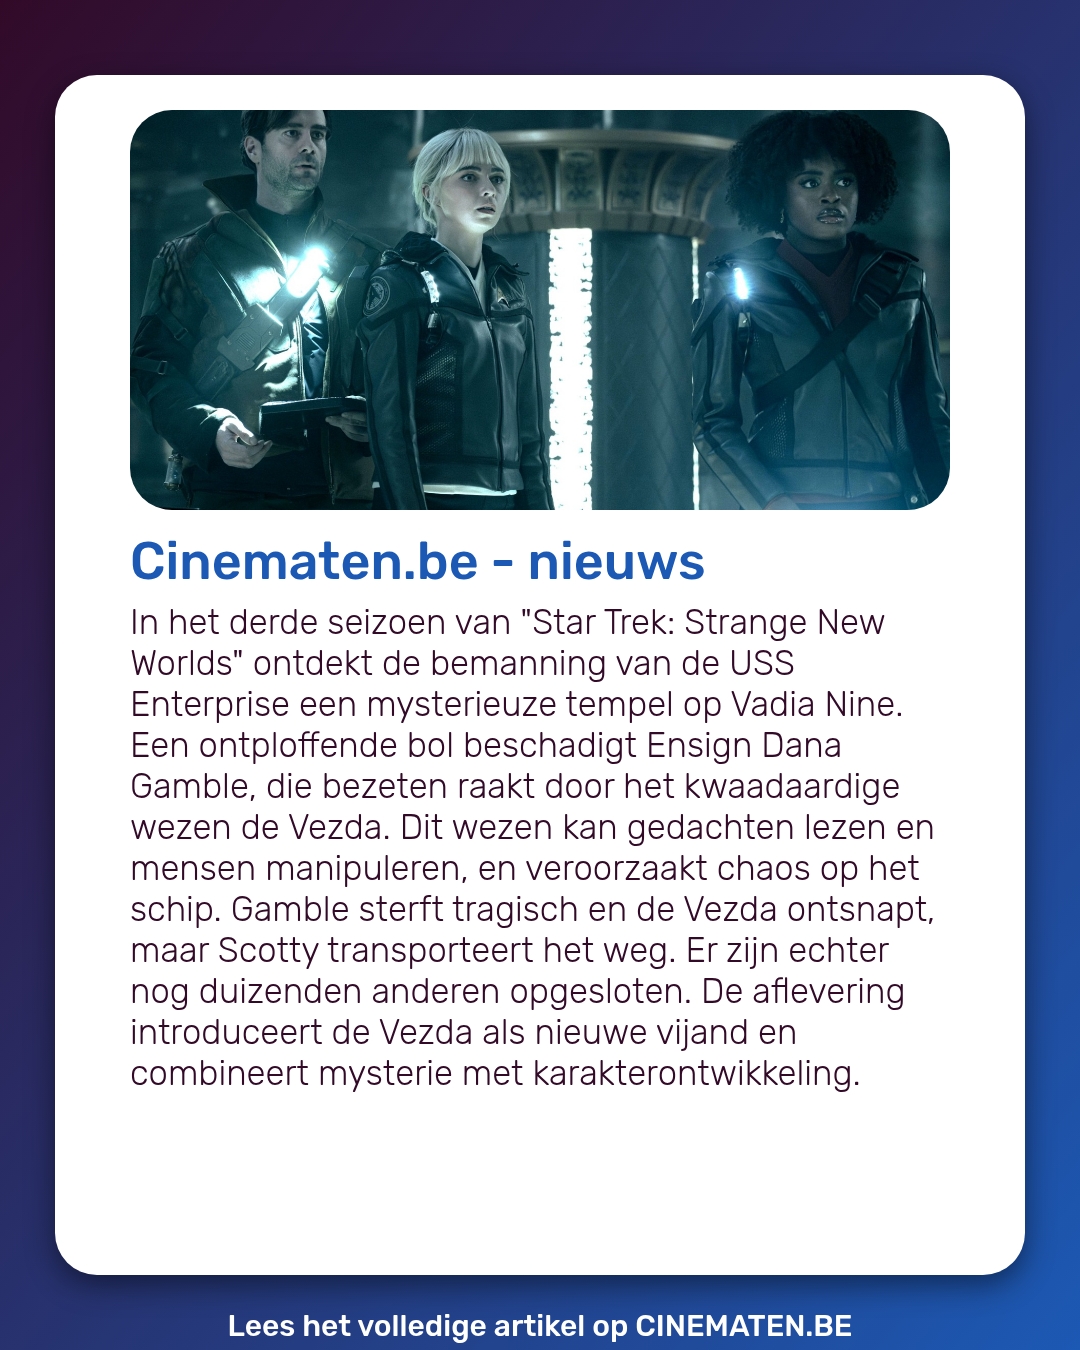 Cinematen.be - nieuws
In het derde seizoen van "Star Trek: Strange New
Worlds" ontdekt de bemanning van de USS
Enterprise een mysterieuze tempel op Vadia Nine.
Een ontploffende bol beschadigt Ensign Dana
Gamble, die bezeten raakt door het kwaadaardige
wezen de Vezda. Dit wezen kan gedachten lezen en
mensen manipuleren, en veroorzaakt chaos op het
schip. Gamble sterft tragisch en de Vezda ontsnapt,
maar Scotty transporteert het weg. Er zijn echter
nog duizenden anderen opgesloten. De aflevering
introduceert de Vezda als nieuwe vijand en
combineert mysterie met karakterontwikkeling.
Lees het volledige artikel op CINEMATEN.BE